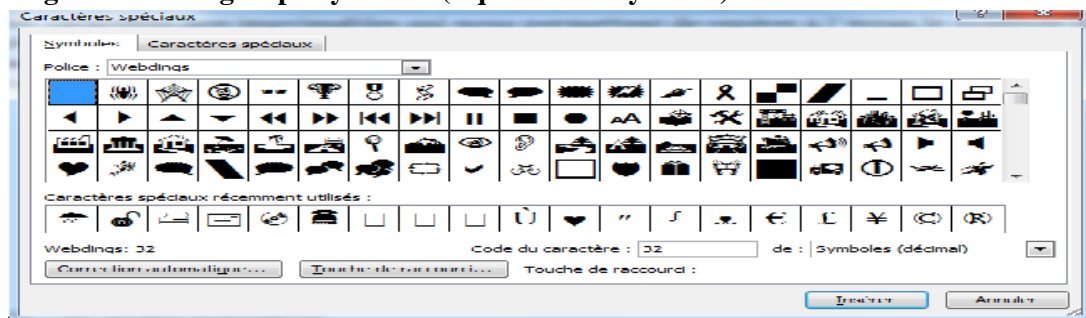 Caractères spéciaux
Symboles Caractères spéciaux
Police : Webdings
Caractères spéciaux récemment utilisés :
Webdings: 32 Code du caractère : 32 de : Symboles (décimal)
Correction automatique... Touche de raccourci... Touche de raccourci :
Insérer Annuler